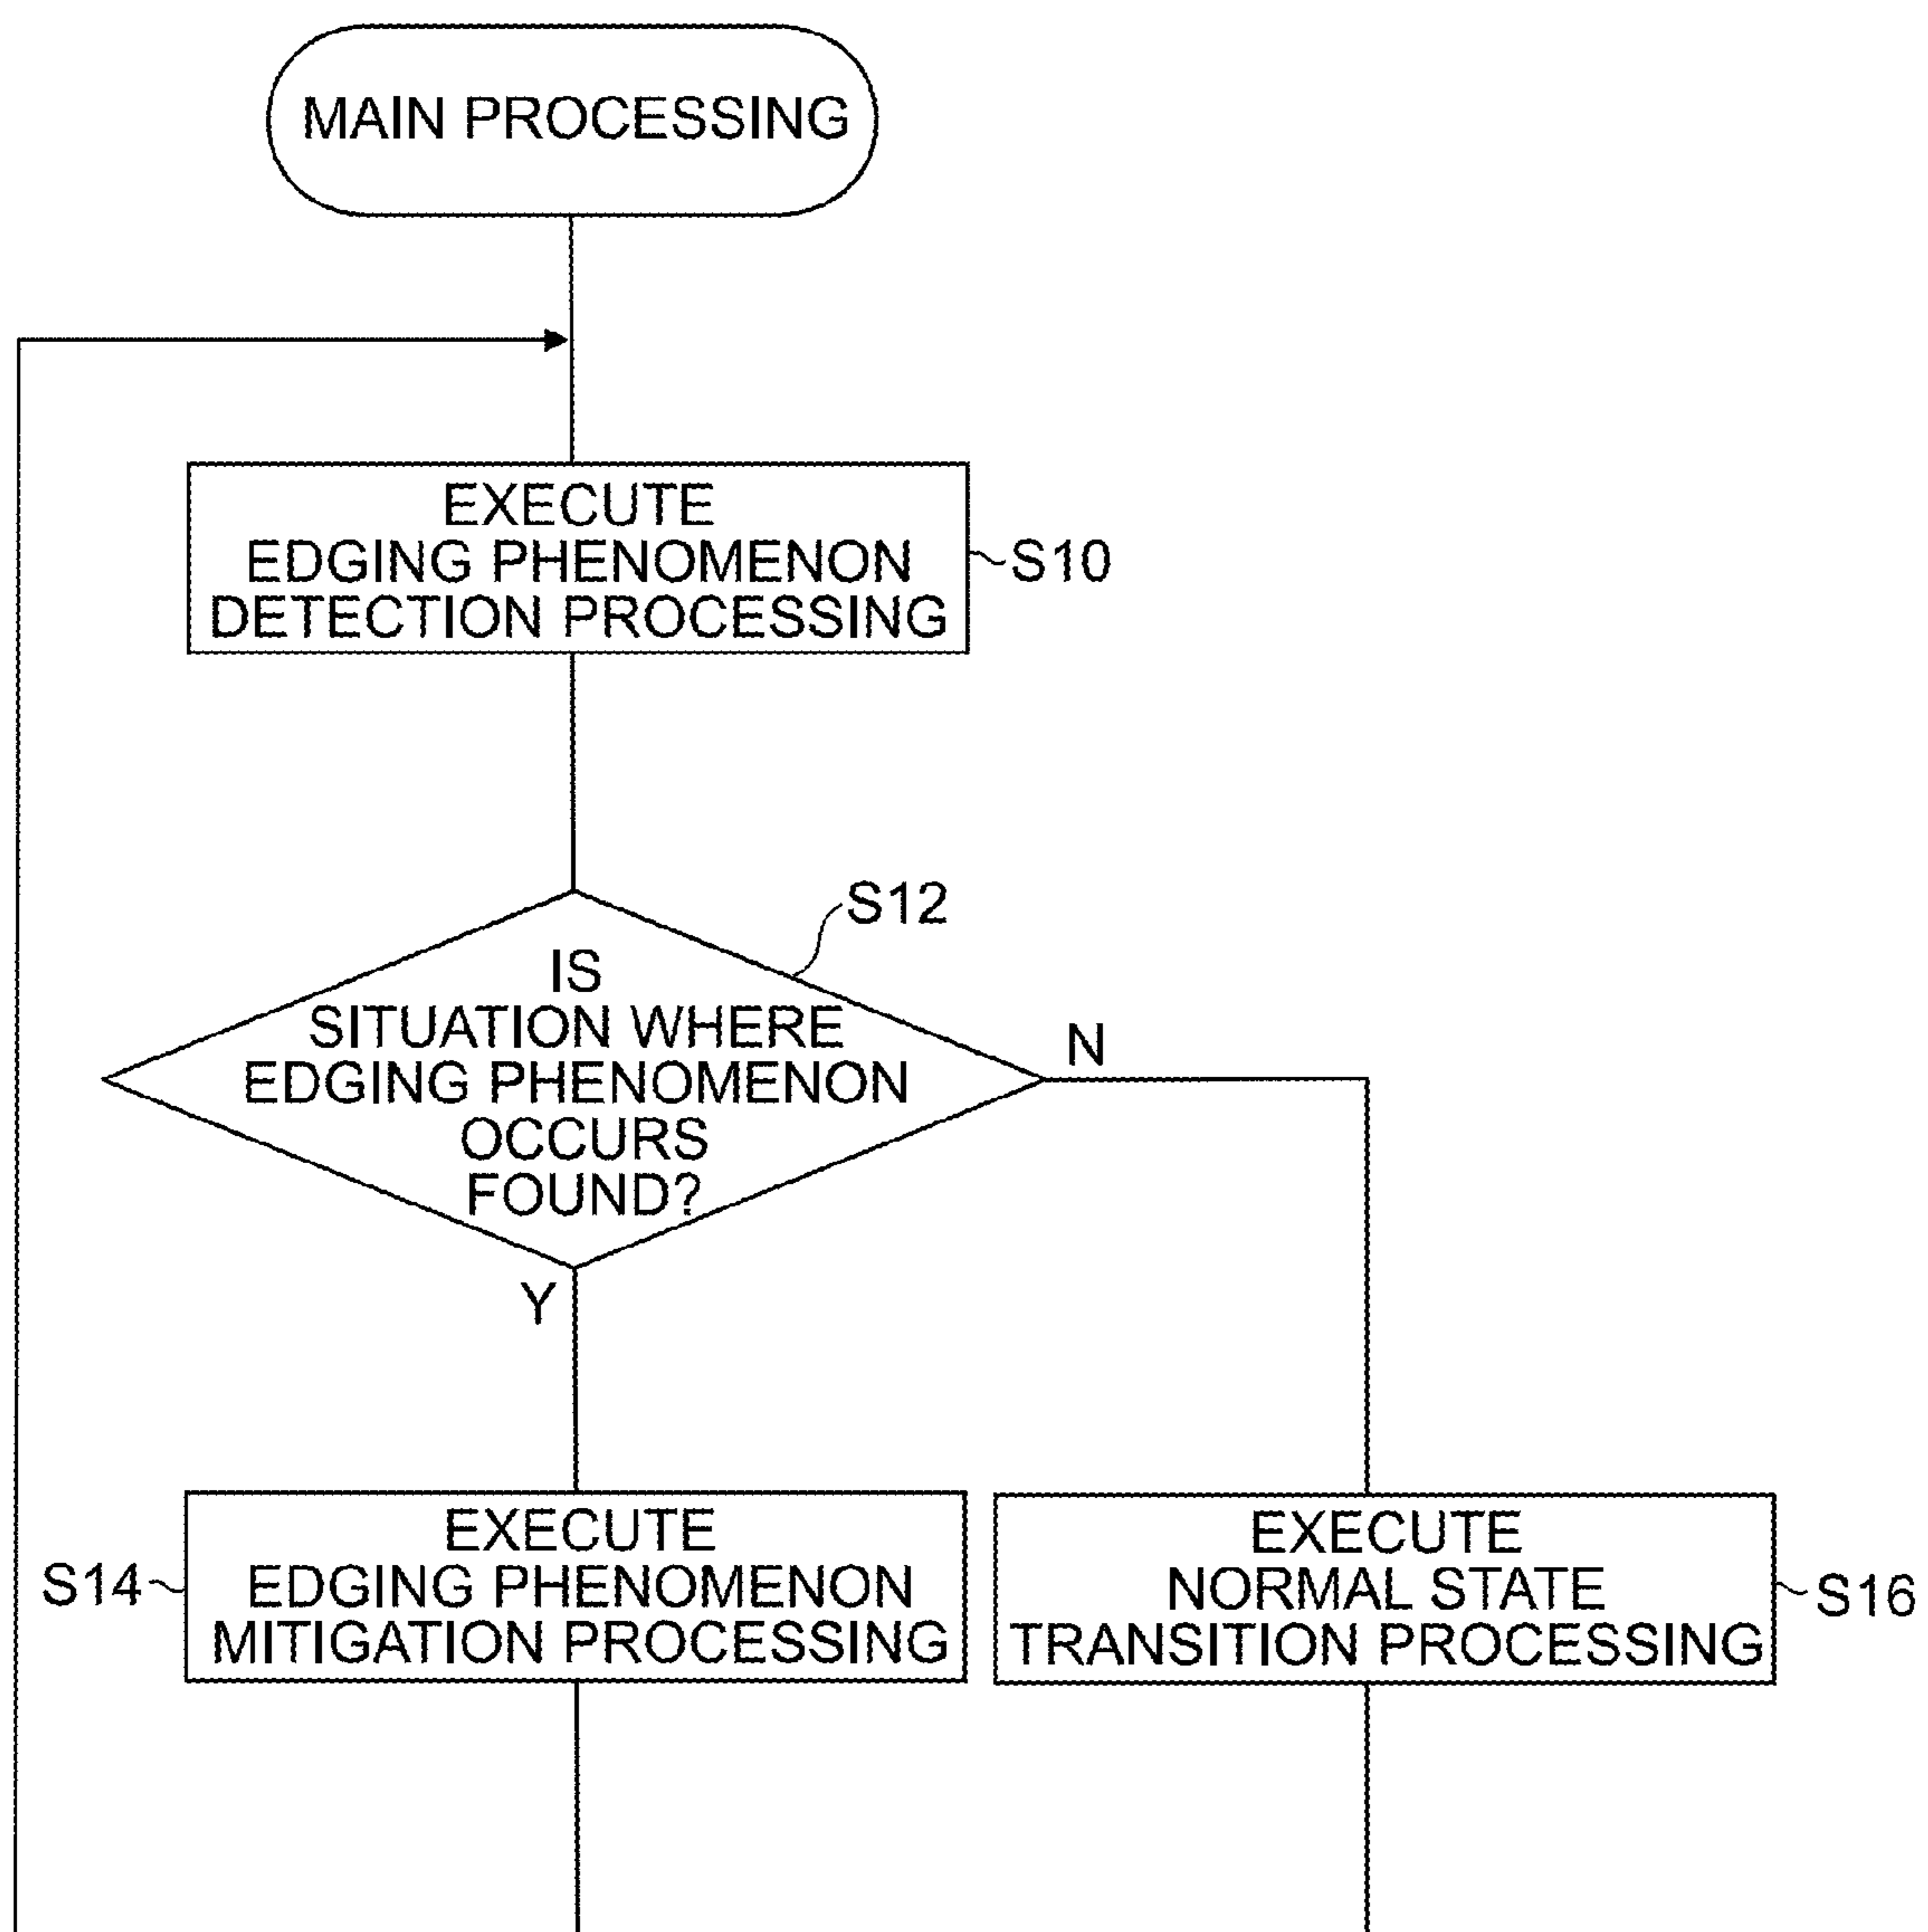 MAIN PROCESSING
EXECUTE
EDGING PHENOMENON
DETECTION PROCESSING
S10
S12
IS
SITUATION WHERE
EDGING PHENOMENON
OCCURS
FOUND?
N
Y
S14
EXECUTE
EDGING PHENOMENON
MITIGATION PROCESSING
EXECUTE
NORMAL STATE
TRANSITION PROCESSING
S16